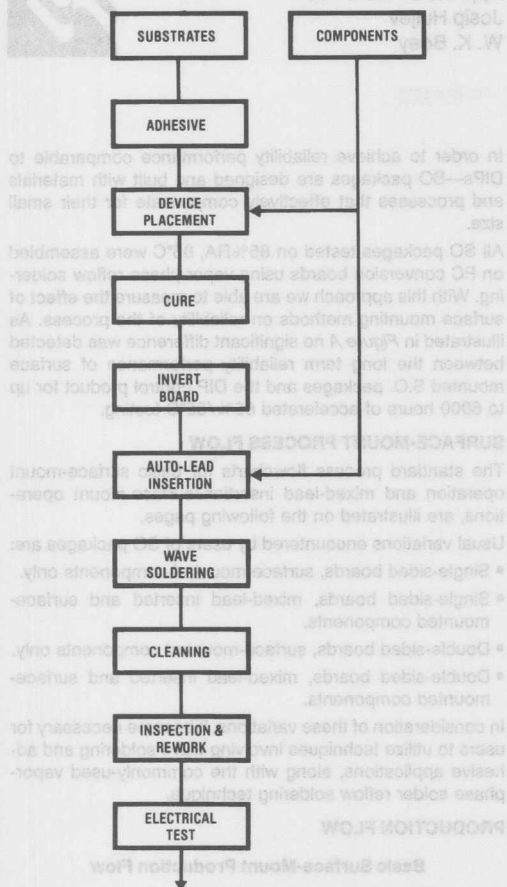 SUBSTRATES
COMPONENTS
ADHESIVE
DEVICE
PLACEMENT
CURE
INVERT
BOARD
AUTO-LEAD
INSERTION
WAVE
SOLDERING
CLEANING
INSPECTION &
REWORK
ELECTRICAL
TEST
In order to achieve reliability performance comparable to
DIPs—SO packages are designed and built with materials
and processes that effectively compensate for their small
size.
All SO packages tested on 85%RA, were assembled
on PC conversion boards using vapor-phase reflow solder-
ing. With this approach we are able to measure the effect of
surface mounting methods on reliability of the process. As
illustrated in Figure A no significant difference was detected
between the long term reliability performance of surface
mounted S.O. packages and the DIP control product for up
to 6000 hours of accelerated testing.
SURFACE-MOUNT PROCESS FLOW
The standard process flowcharts for surface-mount
operation and mixed-lead inserted surface-mount opera-
tions, are illustrated on the following pages.
Usual variations encountered by users of SO packages are:
• Single-sided boards, surface-mounted components only.
• Single-sided boards, mixed-lead inserted and surface-
mounted components.
• Double-sided boards, surface-mounted components only.
• Double-sided boards, mixed-lead inserted and surface-
mounted components.
In consideration of these variations, it necessary for
users to utilize techniques involving soldering and ad-
hesive applications, along with the commonly-used vapor-
phase solder reflow soldering technique.
PRODUCTION FLOW
Basic Surface-Mount Production Flow